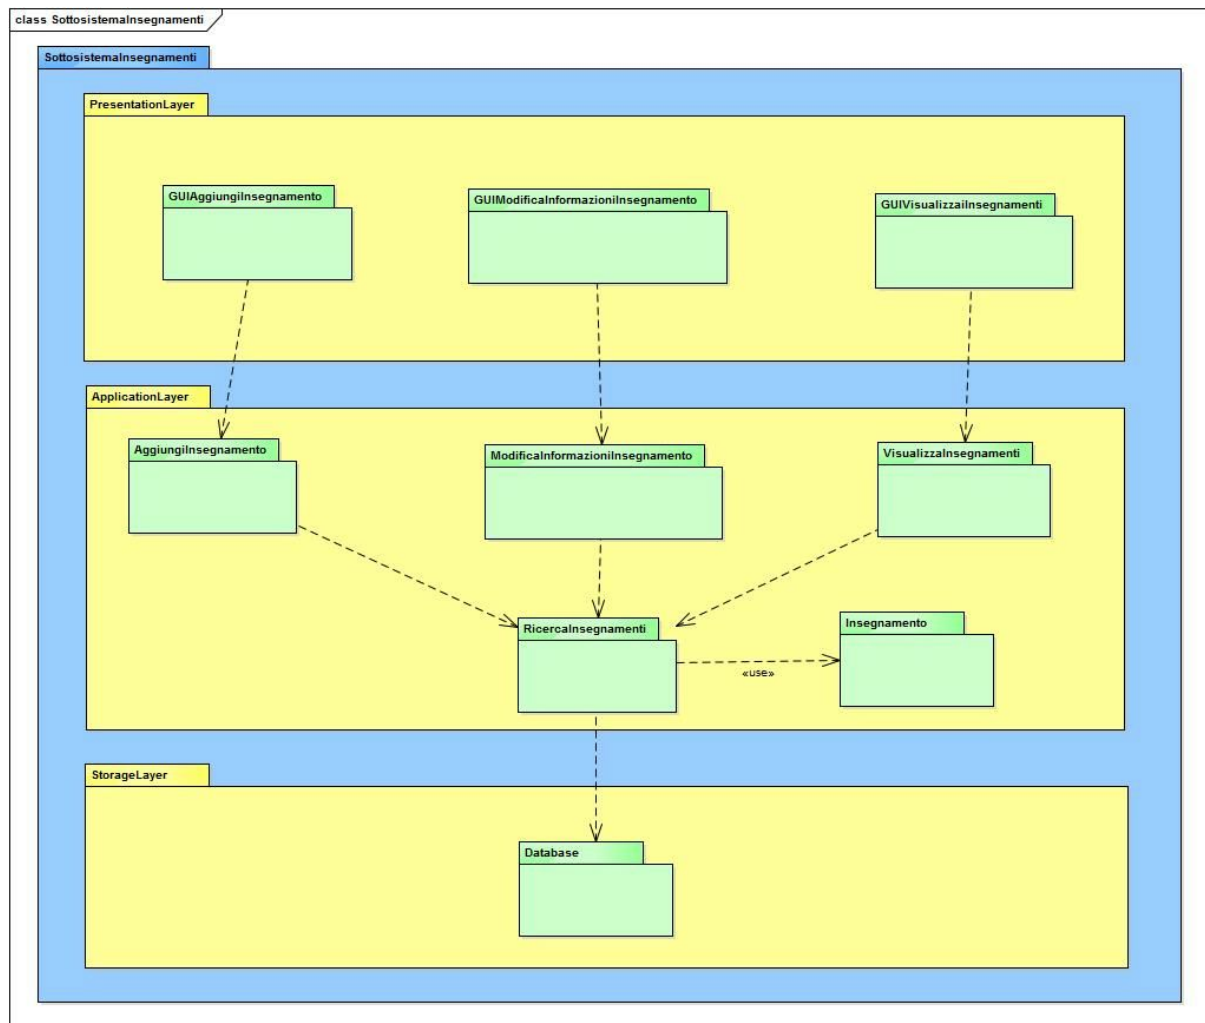 class SottosistemaInsegnamenti
SottosistemaInsegnamenti
PresentationLayer
GUIAggiungiInsegnamento
GUIModificaInformazioniInsegnamento
GUIVisualizzaiInsegnamenti
ApplicationLayer
AggiungiInsegnamento
ModificaInformazioniInsegnamento
VisualizzaInsegnamenti
RicercaInsegnamenti
Insegnamento
«use»
StorageLayer
Database